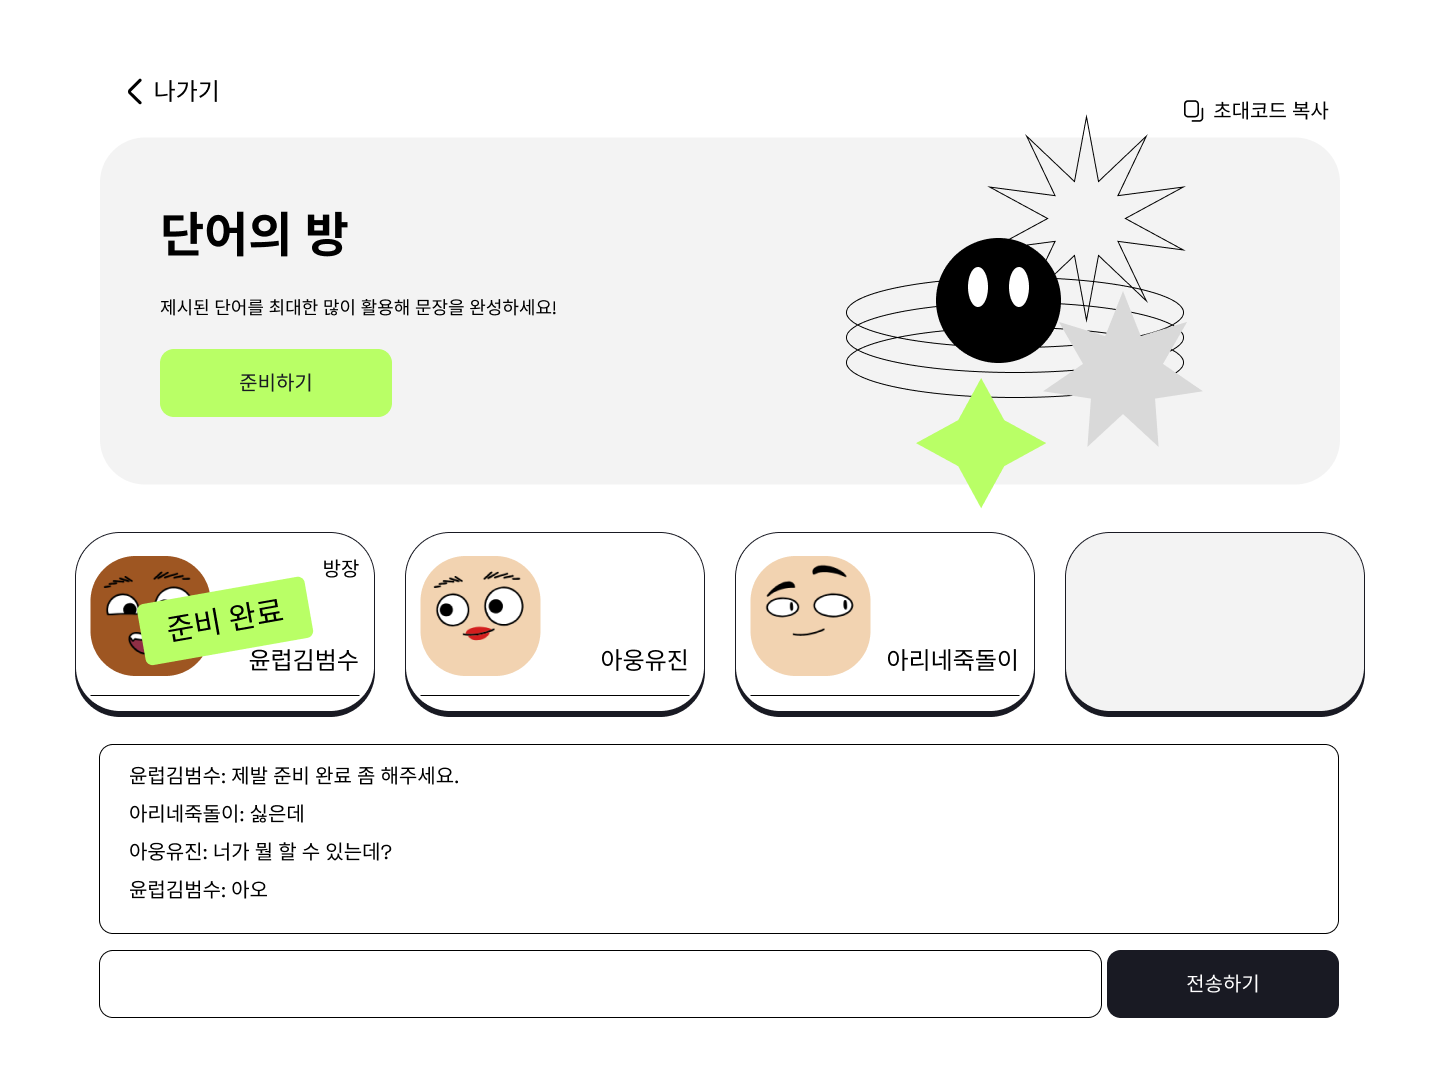 나가기
초대코드 복사
단어의 방
제시된 단어를 최대한 많이 활용해 문장을 완성하세요!
준비하기
방장
준비 완료
윤럽김범수
아웅유진
아리네죽돌이
윤럽김범수: 제발 준비 완료 좀 해주세요.
아리네죽돌이: 싫은데
아웅유진: 너가 뭘 할 수 있는데?
윤럽김범수: 아오
전송하기